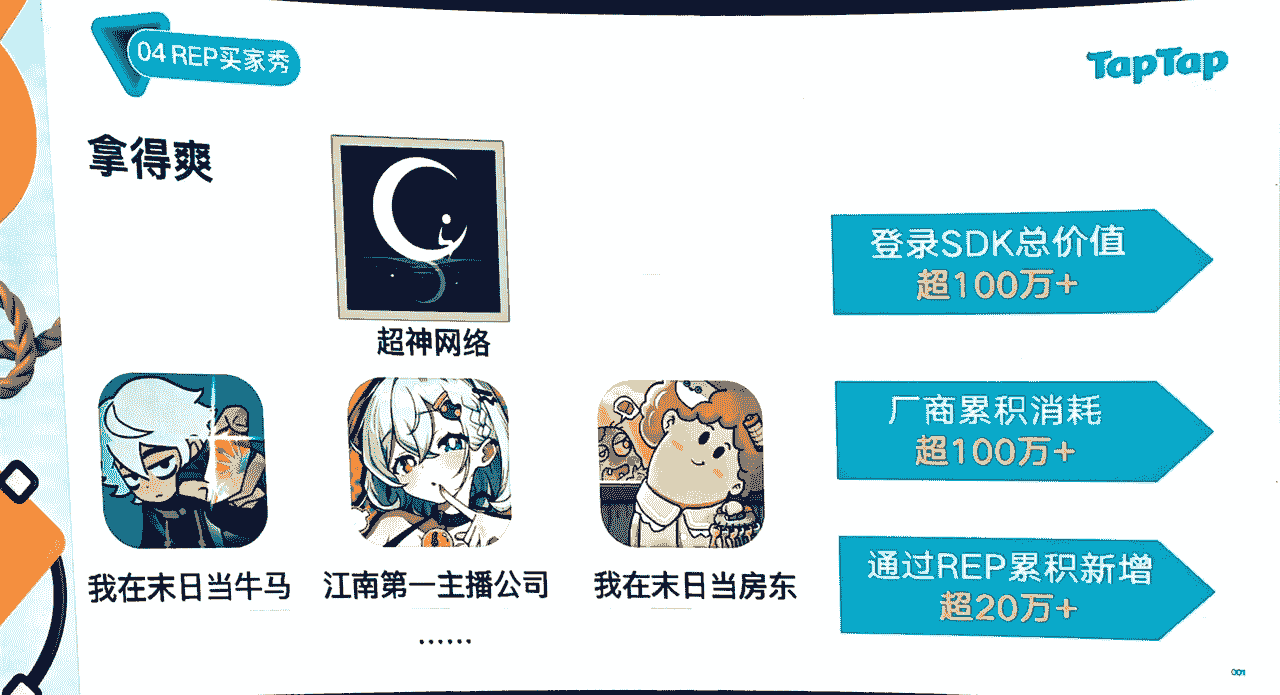 04 REP买家秀
TapTap
拿得爽
超神网络
我在末日当牛马
江南第一主播公司
我在末日当房东
……
登录SDK总价值
超100万+
厂商累积消耗
超100万+
通过REP累积新增
超20万+
001